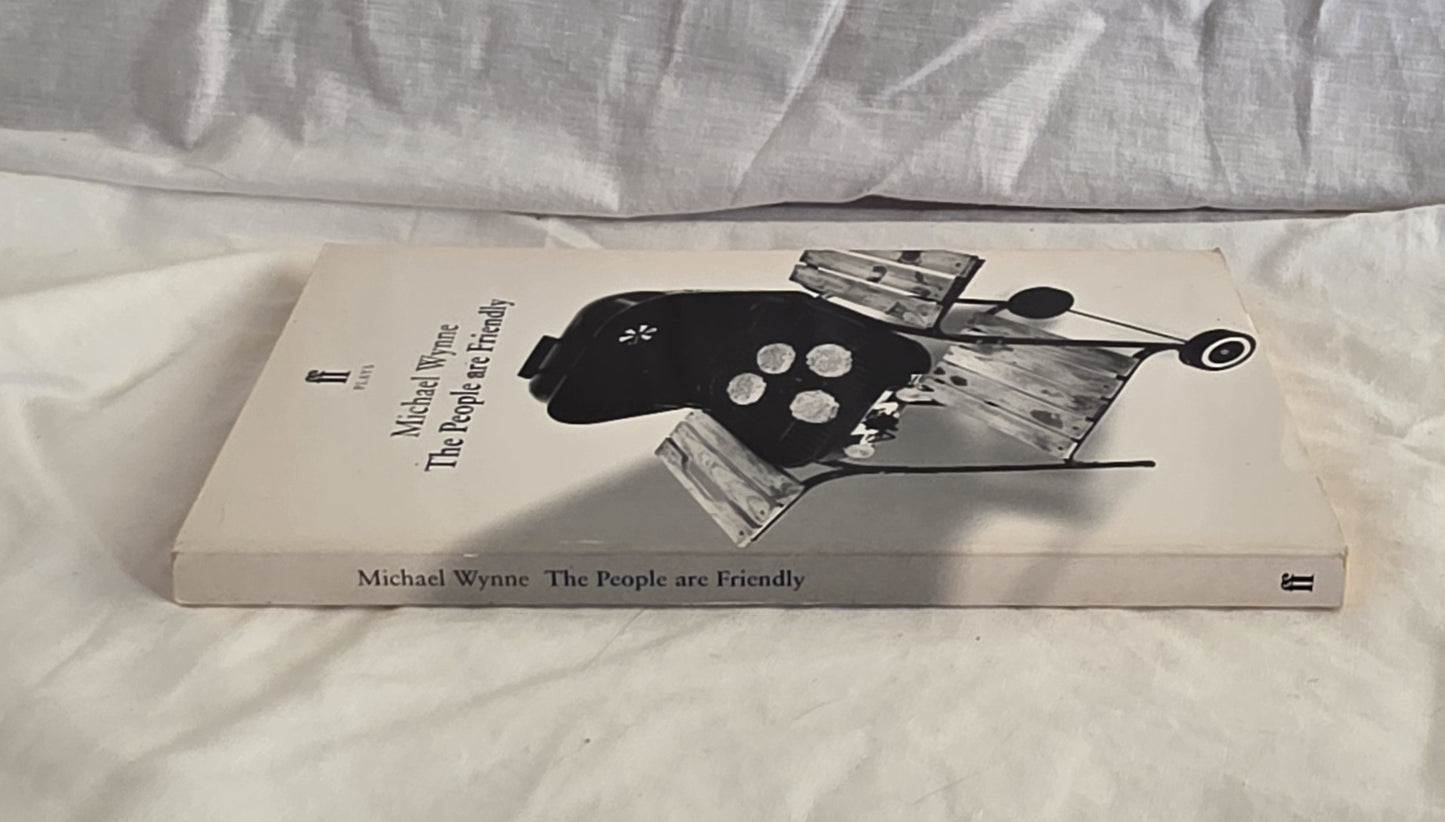 ff
PLAYS
Michael Wynne
The People are Friendly
Michael Wynne The People are Friendly
ff